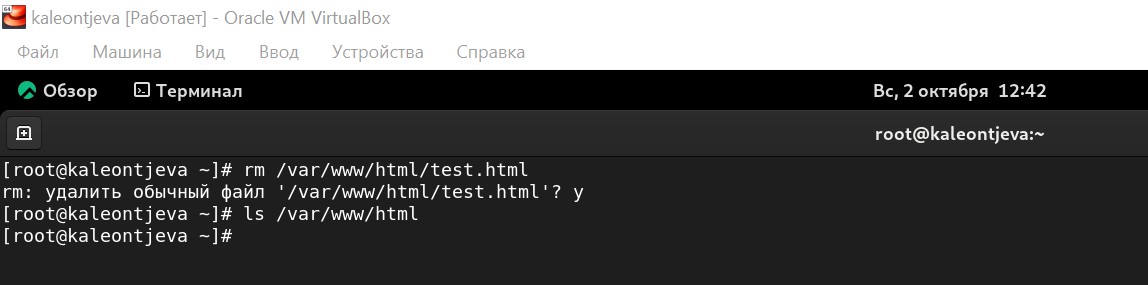 64
kaleontjeva [Работает] - Oracle VM VirtualBox
Файл Машина Вид Ввод Устройства Справка
Обзор Терминал Вс, 2 октября 12:42
root@kaleontjeva:~
[root@kaleontjeva ~]# rm /var/www/html/test.html
rm: удалить обычный файл '/var/www/html/test.html'? y
[root@kaleontjeva ~]# ls /var/www/html
[root@kaleontjeva ~]#